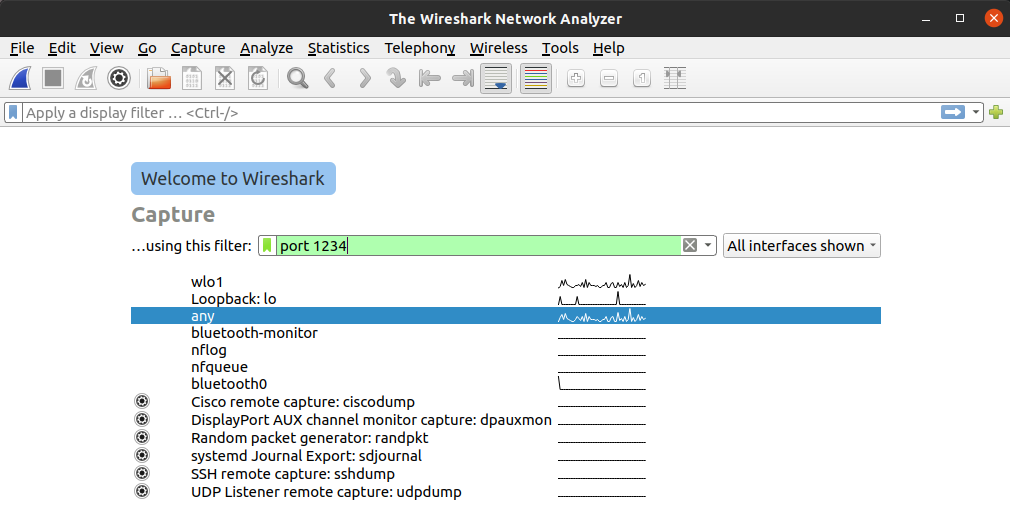 The Wireshark Network Analyzer
File Edit View Go Capture Analyze Statistics Telephony Wireless Tools Help
Apply a display filter … <Ctrl-/>
Welcome to Wireshark
Capture
…using this filter: port 1234 All interfaces shown
wlo1
Loopback: lo
any
bluetooth-monitor
nflog
nfqueue
bluetooth0
Cisco remote capture: ciscodump
DisplayPort AUX channel monitor capture: dpauxmon
Random packet generator: randpkt
systemd Journal Export: sdjournal
SSH remote capture: sshdump
UDP Listener remote capture: udpdump